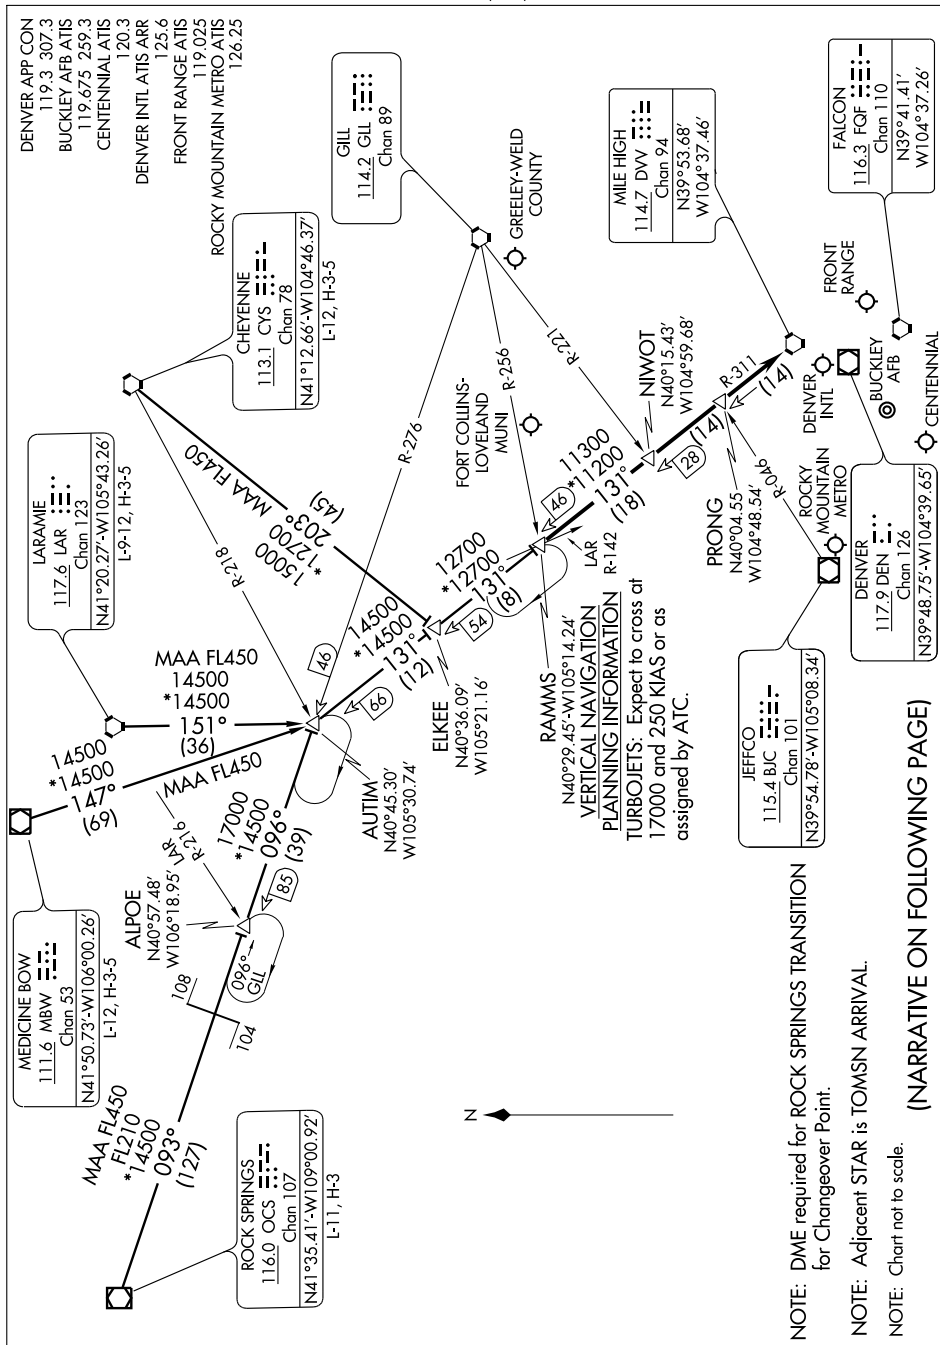 DENVER APP CON
119.3 307.3
BUCKLEY AFB ATIS
119.675 259.3
CENTENNIAL ATIS
120.3
DENVER INTL ATIS ARR
125.6
FRONT RANGE ATIS
119.025
ROCKY MOUNTAIN METRO ATIS
126.25
GILL
114.2 GLL
Chan 89
CHEYENNE
113.1 CYS
Chan 78
N41°12.66'-W104°46.37'
L-12, H-3-5
LARAMIE
117.6 LAR
Chan 123
N41°20.27'-W105°43.26'
L-9-12, H-3-5
MEDICINE BOW
111.6 MBW
Chan 53
N41°50.73'-W106°00.26'
L-12, H-3-5
ROCK SPRINGS
116.0 OCS
Chan 107
N41°35.41'-W109°00.92'
L-11, H-3
MILE HIGH
114.7 DVV
Chan 94
N39°53.68'
W104°37.46'
FALCON
116.3 FQF
Chan 110
N39°41.41'
W104°37.26'
DENVER
117.9 DEN
Chan 126
N39°48.75'-W104°39.65'
JEFFCO
115.4 BJC
Chan 101
N39°54.78'-W105°08.34'
MAA FL450
FL210
*14500
093°
(127)
108
104
ALPOE
N40°57.48'
W106°18.95'
096°
GLL
85
LAR
R-216
17000
*14500
096°
(39)
14500
*14500
147°
(69)
MAA FL450
MAA FL450
14500
*14500
151°
(36)
R-218
R-276
46
AUTIM
N40°45.30'
W105°30.74'
66
14500
*14500
131°
(12)
MAA FL450
15000
*12700
203°
(45)
ELKEE
N40°36.09'
W105°21.16'
54
12700
*12700
131°
(8)
R-256
RAMMS
N40°29.45'-W105°14.24'
LAR
R-142
46
11300
*11200
131°
(18)
R-221
NIWOT
N40°15.43'
W104°59.68'
28
(14)
PRONG
N40°04.55
W104°48.54'
R-046
R-311
(14)
GREELEY-WELD
COUNTY
FORT COLLINS-
LOVELAND
MUNI
ROCKY
MOUNTAIN
METRO
DENVER
INTL
FRONT
RANGE
BUCKLEY
AFB
CENTENNIAL
VERTICAL NAVIGATION
PLANNING INFORMATION
TURBOJETS: Expect to cross at
17000 and 250 KIAS or as
assigned by ATC.
N
NOTE: DME required for ROCK SPRINGS TRANSITION
for Changeover Point.
NOTE: Adjacent STAR is TOMSN ARRIVAL.
NOTE: Chart not to scale.
(NARRATIVE ON FOLLOWING PAGE)